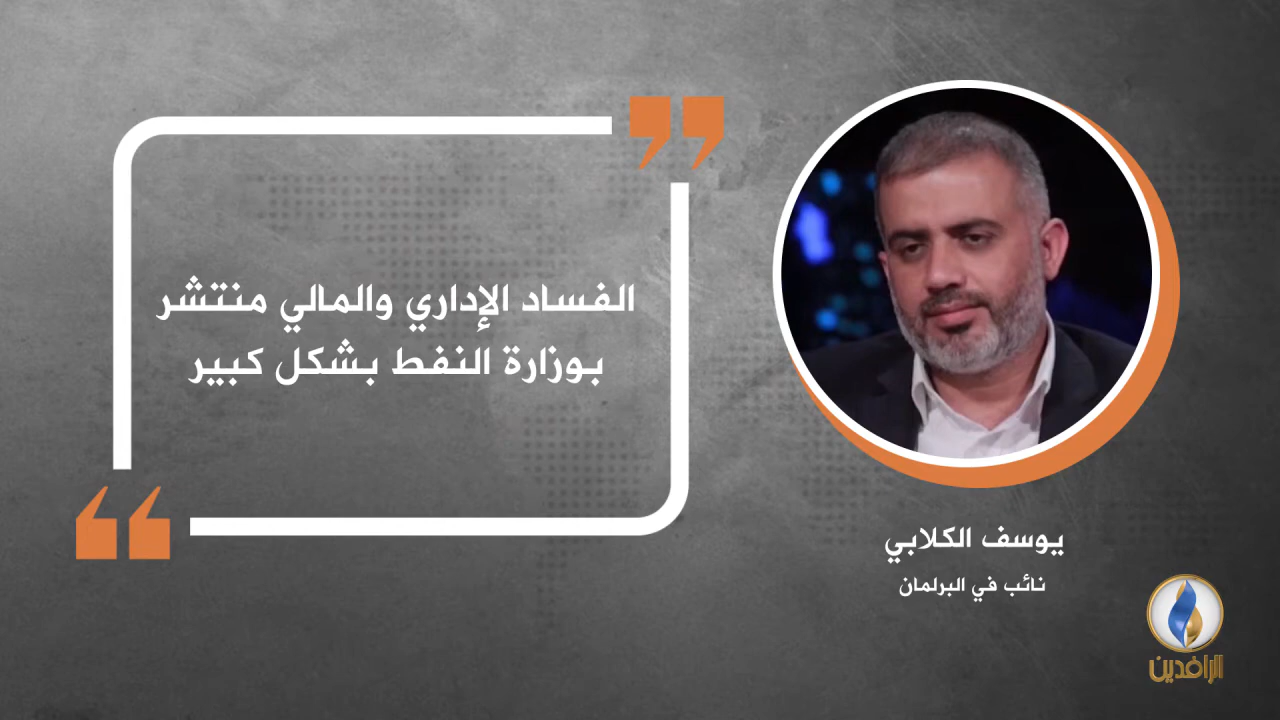 الفساد الإداري والمالي منتشر
بوزارة النفط بشكل كبير
يوسف الكلابي
نائب في البرلمان
الرافدين